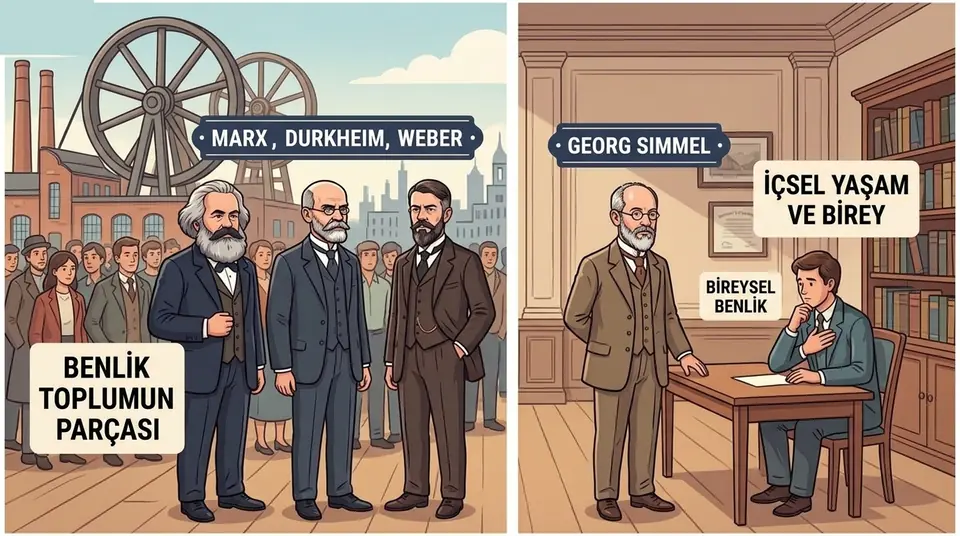 MARX, DURKHEIM, WEBER
BENLİK
TOPLUMUN
PARÇASI
GEORG SIMMEL
İÇSEL YAŞAM
VE BİREY
BİREYSEL
BENLİK